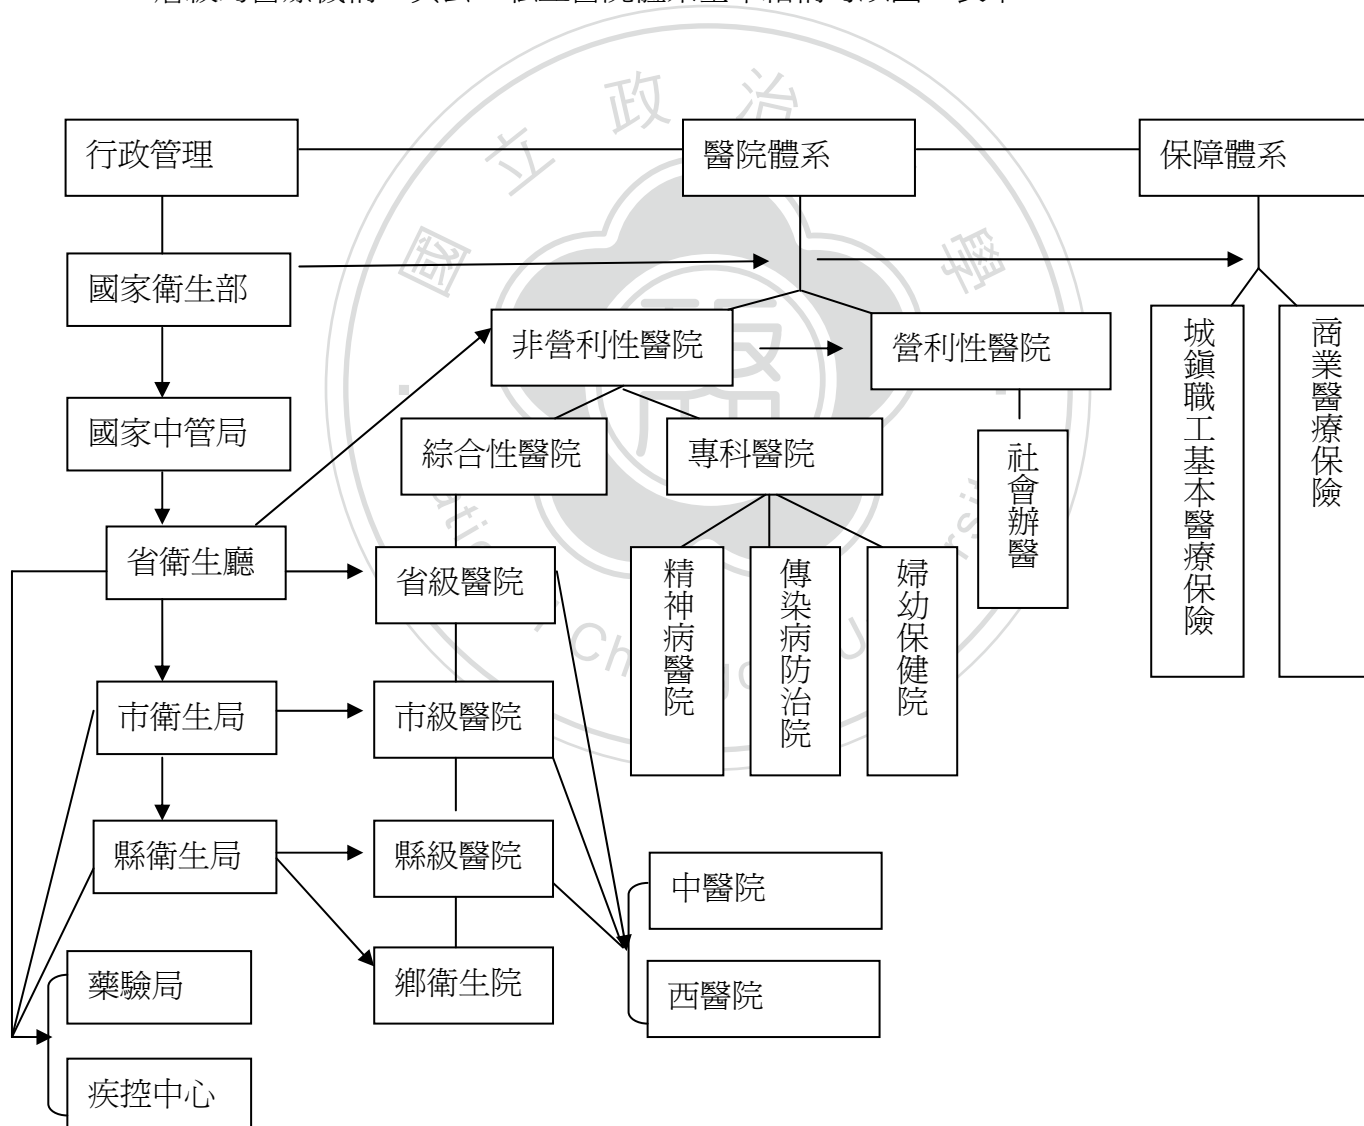 行政管理
醫院體系
保障體系
國家衛生部
國家中管局
省衛生廳
市衛生局
縣衛生局
藥驗局
疾控中心
非營利性醫院
營利性醫院
綜合性醫院
專科醫院
社會辦醫
省級醫院
市級醫院
縣級醫院
鄉衛生院
精神病醫院
傳染病防治院
婦幼保健院
中醫院
西醫院
城鎮職工基本醫療保險
商業醫療保險
國立政治
學